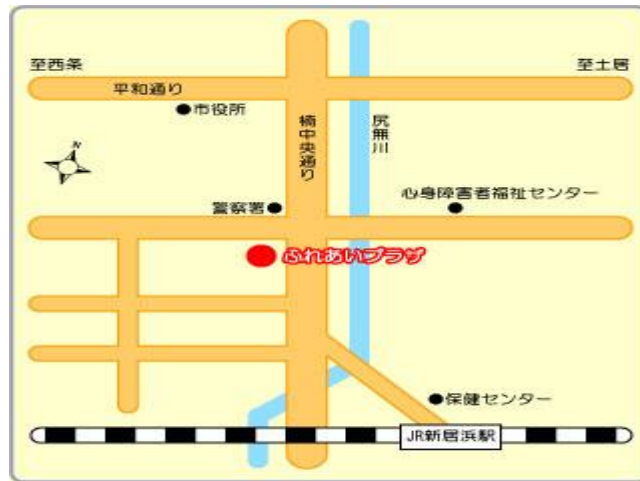 至西条
至土居
平和通り
市役所
楠中央通り
尻無川
N
心身障害者福祉センター
警察署
ふれあいプラザ
保健センター
JR新居浜駅